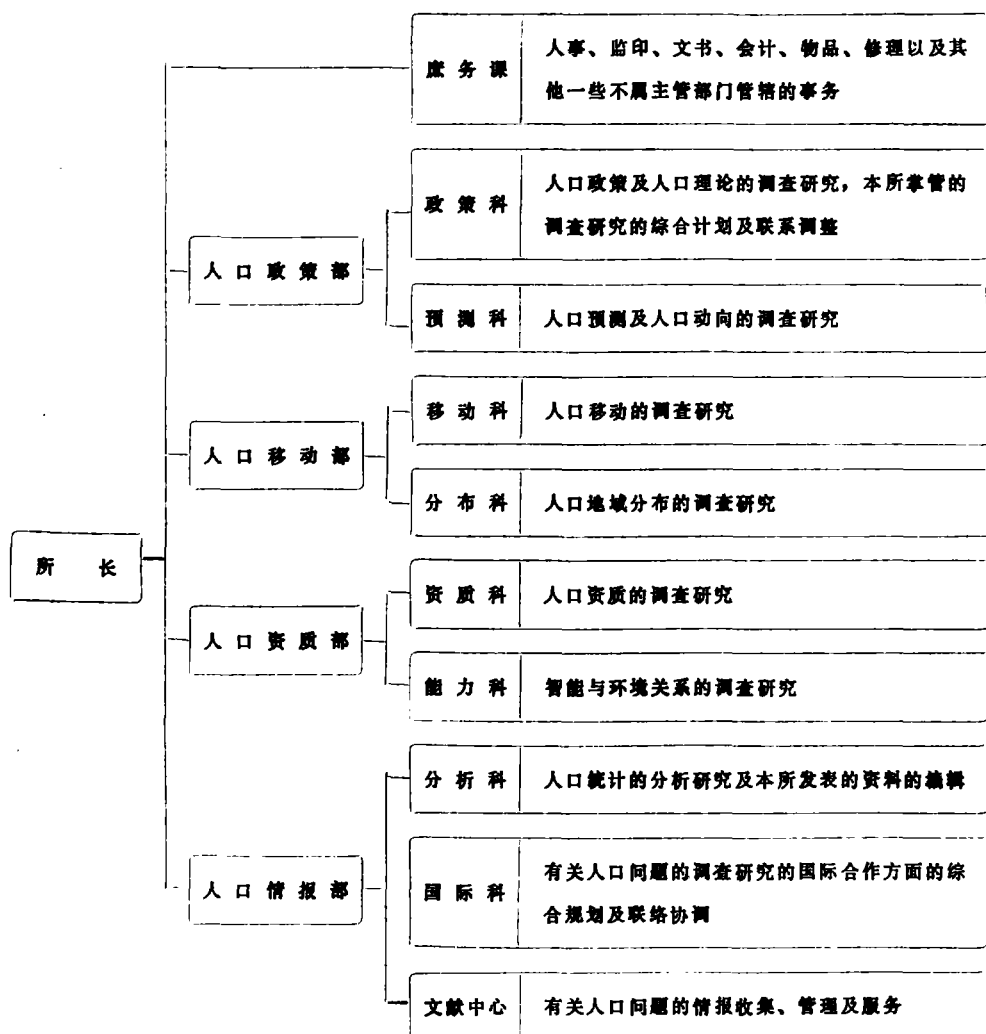 庶务课
人事、监印、文书、会计、物品、修理以及其
他一些不属主管部门管辖的事务
政策科
人口政策及人口理论的调查研究，本所掌管的
调查研究的综合计划及联系调整
人口政策部
预测科
人口预测及人口动向的调查研究
移动科
人口移动的调查研究
人口移动部
分布科
人口地域分布的调查研究
所长
资质科
人口资质的调查研究
人口资质部
能力科
智能与环境关系的调查研究
分析科
人口统计的分析研究及本所发表的资料的编辑
人口情报部
国际科
有关人口问题的调查研究的国际合作方面的综
合规划及联络协调
文献中心
有关人口问题的情报收集、管理及服务